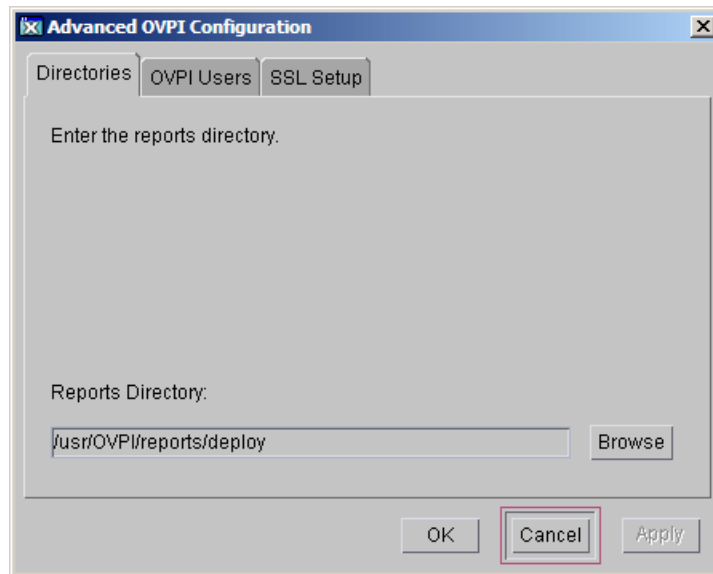 Advanced OVPI Configuration
Directories OVPI Users SSL Setup
Enter the reports directory.
Reports Directory:
/usr/OVPI/reports/deploy Browse
OK Cancel Apply